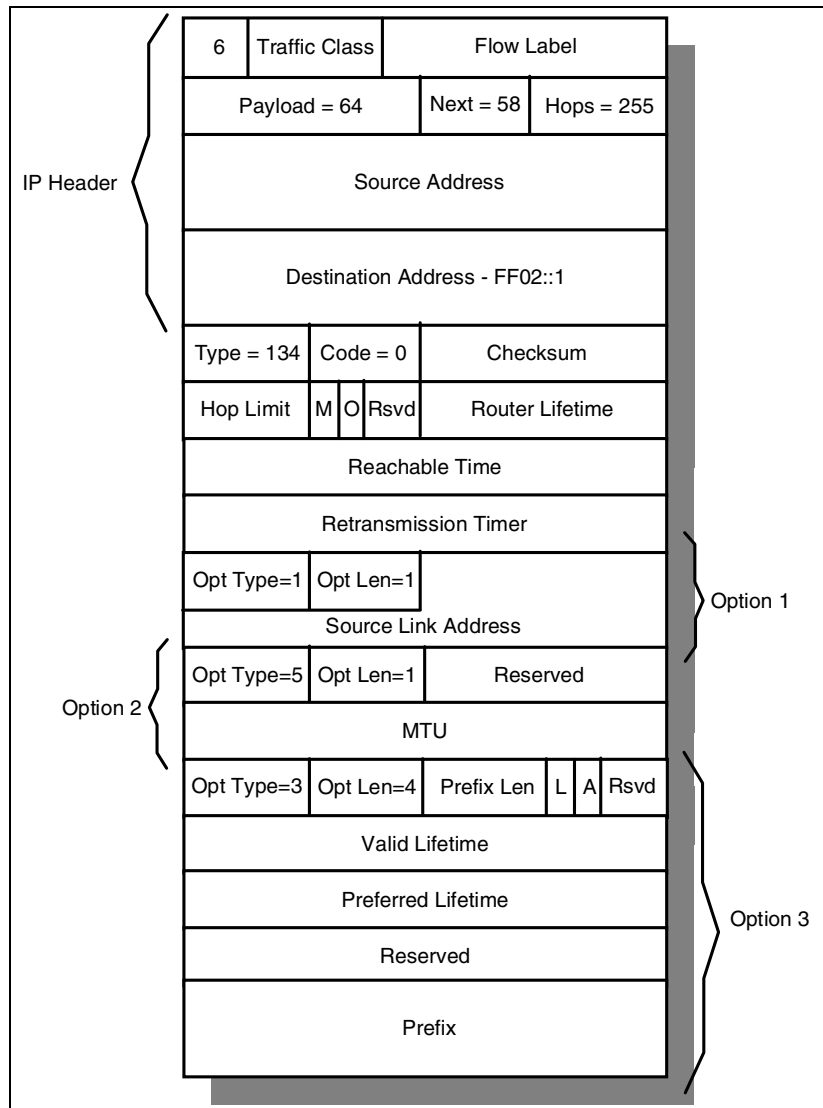 6 Traffic Class Flow Label
Payload = 64 Next = 58 Hops = 255
IP Header
Source Address
Destination Address - FF02::1
Type = 134 Code = 0 Checksum
Hop Limit M O Rsvd Router Lifetime
Reachable Time
Retransmission Timer
Opt Type=1 Opt Len=1
Option 1
Source Link Address
Opt Type=5 Opt Len=1 Reserved
Option 2
MTU
Opt Type=3 Opt Len=4 Prefix Len L A Rsvd
Valid Lifetime
Preferred Lifetime
Option 3
Reserved
Prefix